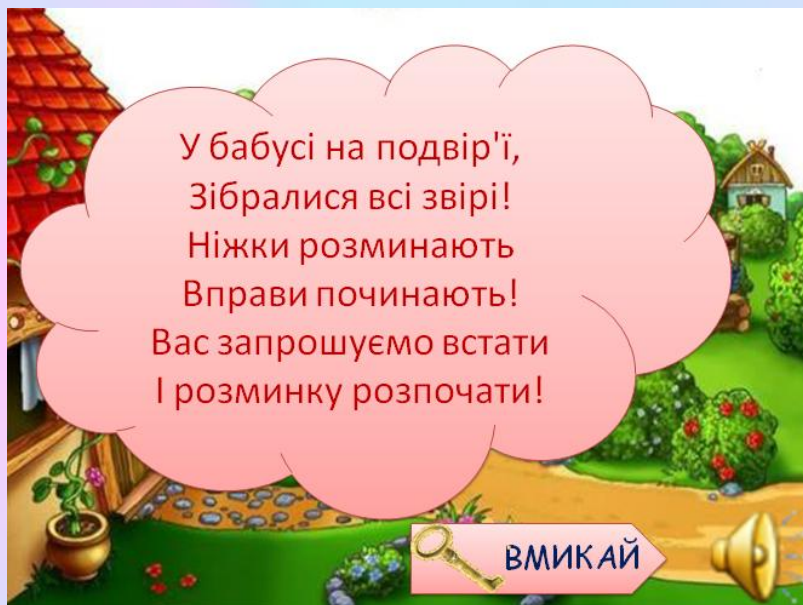 У бабусі на подвір'ї,
Зібралися всі звірі!
Ніжки розминають
Вправи починають!
Вас запрошуємо встати
І розминку розпочати!
ВМИКАЙ